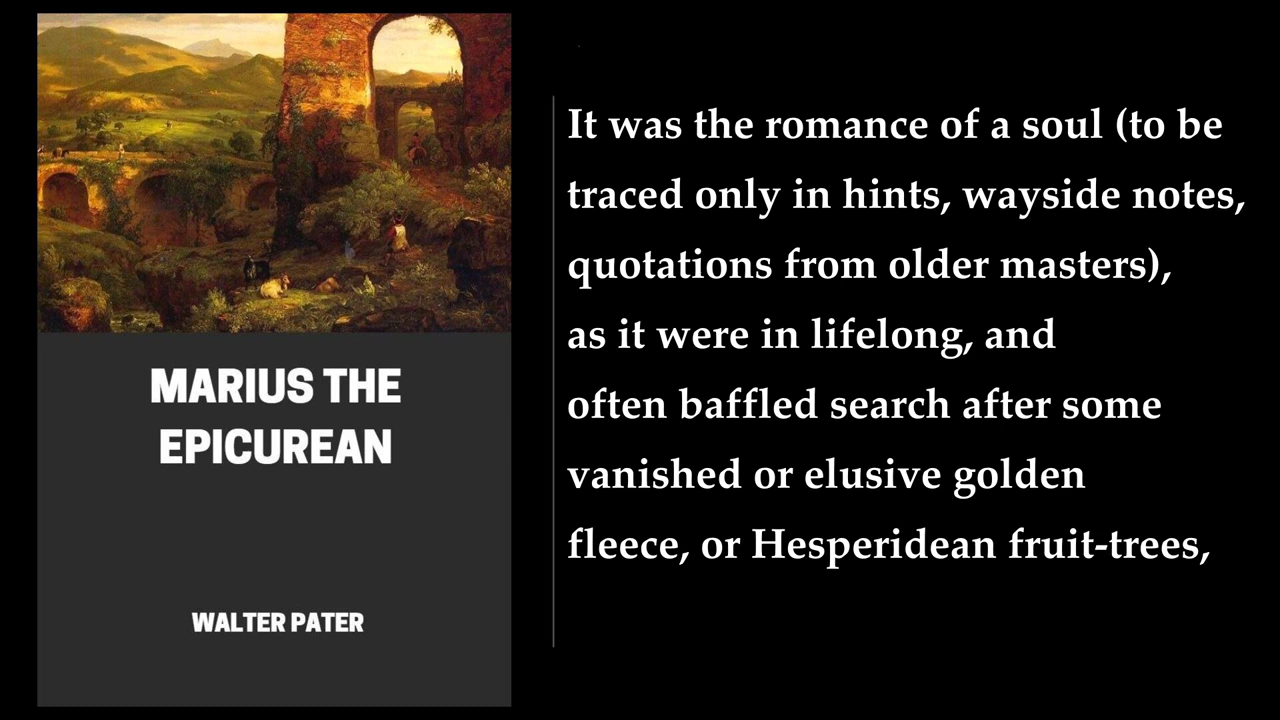 MARIUS THE
EPICUREAN
WALTER PATER
It was the romance of a soul (to be
traced only in hints, wayside notes,
quotations from older masters),
as it were in lifelong, and
often baffled search after some
vanished or elusive golden
fleece, or Hesperidean fruit-trees,